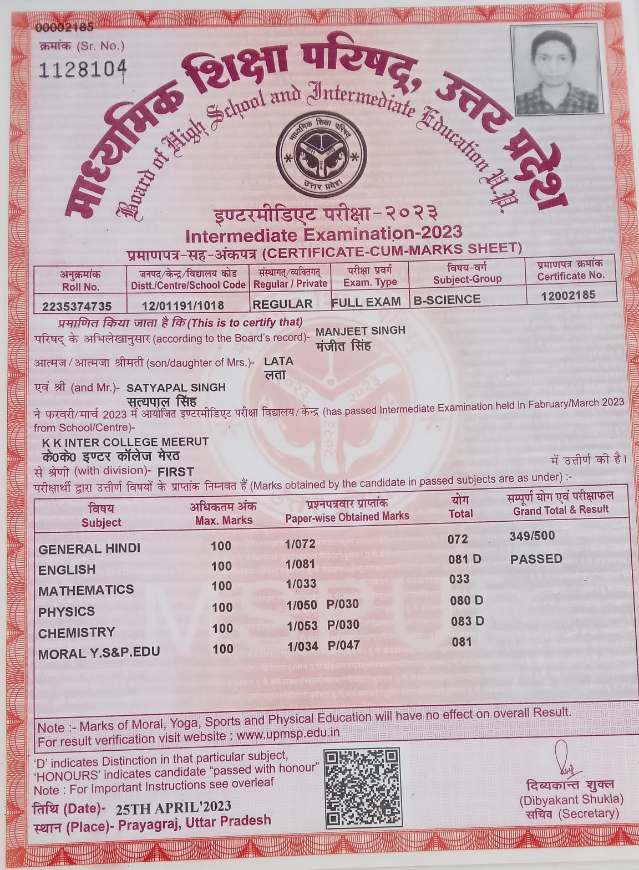 00002185
क्रमांक (Sr. No.)
1128104
माध्यमिक शिक्षा परिषद्, उत्तर प्रदेश
Board of High School and Intermediate Education U.P.
माध्यमिक शिक्षा परिषद
उत्तर प्रदेश
इण्टरमीडिएट परीक्षा-२०२३
Intermediate Examination-2023
प्रमाणपत्र-सह-अंकपत्र (CERTIFICATE-CUM-MARKS SHEET)
अनुक्रमांक जनपद/केन्द्र/विद्यालय कोड संस्थागत/व्यक्तिगत परीक्षा प्रवर्ग विषय-वर्ग प्रमाणपत्र क्रमांक
Roll No. Distt./Centre/School Code Regular / Private Exam. Type Subject-Group Certificate No.
2235374735 12/01191/1018 REGULAR FULL EXAM B-SCIENCE 12002185
प्रमाणित किया जाता है कि (This is to certify that)
परिषद् के अभिलेखानुसार (according to the Board's record)- MANJEET SINGH
मंजीत सिंह
आत्मज/आत्मजा श्रीमती (son/daughter of Mrs.)- LATA
लता
एवं श्री (and Mr.)- SATYAPAL SINGH
सत्यपाल सिंह
ने फरवरी/मार्च 2023 में आयोजित इण्टरमीडिएट परीक्षा विद्यालय/केन्द्र (has passed Intermediate Examination held in Fabruary/March 2023
from School/Centre)-
K K INTER COLLEGE MEERUT
के0के0 इण्टर कॉलेज मेरठ
में उत्तीर्ण की है।
से श्रेणी (with division)- FIRST
परीक्षार्थी द्वारा उत्तीर्ण विषयों के प्राप्तांक निम्नवत हैं (Marks obtained by the candidate in passed subjects are as under) :-
विषय अधिकतम अंक प्रश्नपत्रवार प्राप्तांक योग सम्पूर्ण योग एवं परीक्षाफल
Subject Max. Marks Paper-wise Obtained Marks Total Grand Total & Result
GENERAL HINDI 100 1/072 072 349/500
ENGLISH 100 1/081 081 D PASSED
MATHEMATICS 100 1/033 033
PHYSICS 100 1/050 P/030 080 D
CHEMISTRY 100 1/053 P/030 083 D
MORAL Y.S&P.EDU 100 1/034 P/047 081
MSPU
Note :- Marks of Moral, Yoga, Sports and Physical Education will have no effect on overall Result.
For result verification visit website : www.upmsp.edu.in
'D' indicates Distinction in that particular subject,
'HONOURS' indicates candidate "passed with honour"
Note : For Important Instructions see overleaf
तिथि (Date)- 25TH APRIL'2023
स्थान (Place)- Prayagraj, Uttar Pradesh
दिब्यकान्त शुक्ल
(Dibyakant Shukla)
सचिव (Secretary)